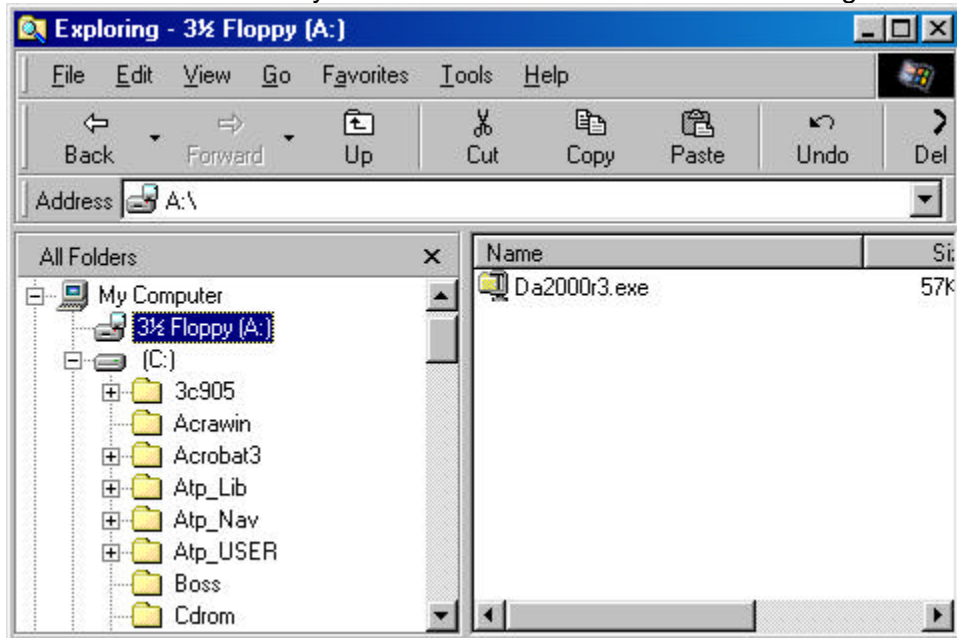 Exploring - 3½ Floppy (A:)
File Edit View Go Favorites Tools Help
Back Forward Up Cut Copy Paste Undo Del
Address A:\
All Folders
Name Siz
My Computer
Da2000r3.exe 57K
3½ Floppy (A:)
(C:)
3c905
Acrawin
Acrobat3
Atp_Lib
Atp_Nav
Atp_USER
Boss
Cdrom